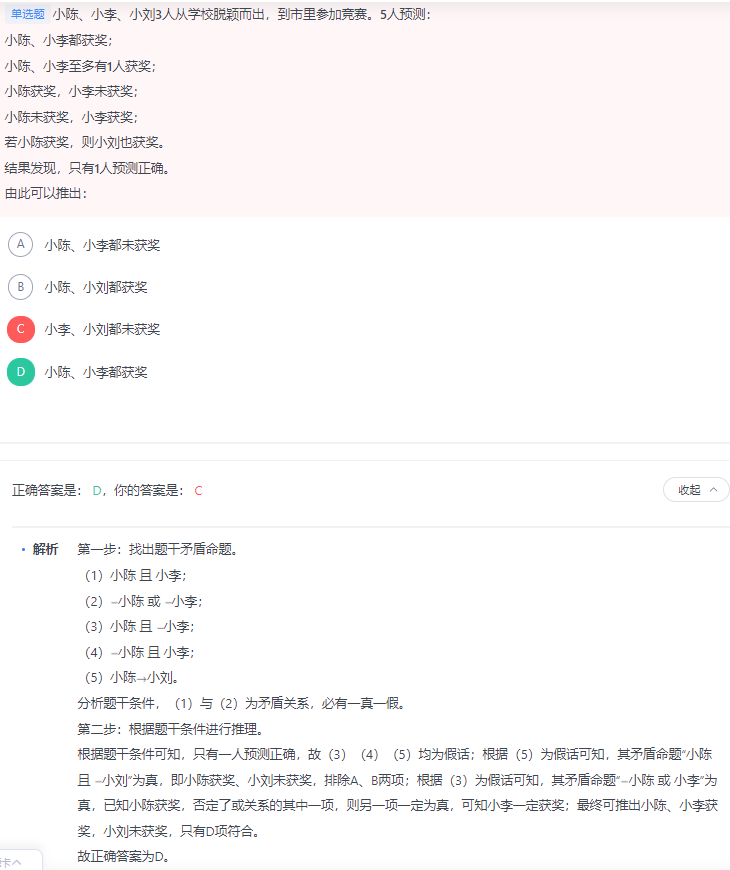 单选题 小陈、小李、小刘3人从学校脱颖而出，到市里参加竞赛。5人预测：
小陈、小李都获奖；
小陈、小李至多有1人获奖；
小陈获奖，小李未获奖；
小陈未获奖，小李获奖；
若小陈获奖，则小刘也获奖。
结果发现，只有1人预测正确。
由此可以推出：
A 小陈、小李都未获奖
B 小陈、小刘都获奖
C 小李、小刘都未获奖
D 小陈、小李都获奖
正确答案是： D，你的答案是： C 收起
解析 第一步：找出题干矛盾命题。
（1）小陈 且 小李；
（2）¬小陈 或 ¬小李；
（3）小陈 且 ¬小李；
（4）¬小陈 且 小李；
（5）小陈→小刘。
分析题干条件，（1）与（2）为矛盾关系，必有一真一假。
第二步：根据题干条件进行推理。
根据题干条件可知，只有一人预测正确，故（3）（4）（5）均为假话；根据（5）为假话可知，其矛盾命题“小陈
且 ¬小刘”为真，即小陈获奖、小刘未获奖，排除A、B两项；根据（3）为假话可知，其矛盾命题“¬小陈 或 小李”为
真，已知小陈获奖，否定了或关系的其中一项，则另一项一定为真，可知小李一定获奖；最终可推出小陈、小李获
奖，小刘未获奖，只有D项符合。
故正确答案为D。
卡